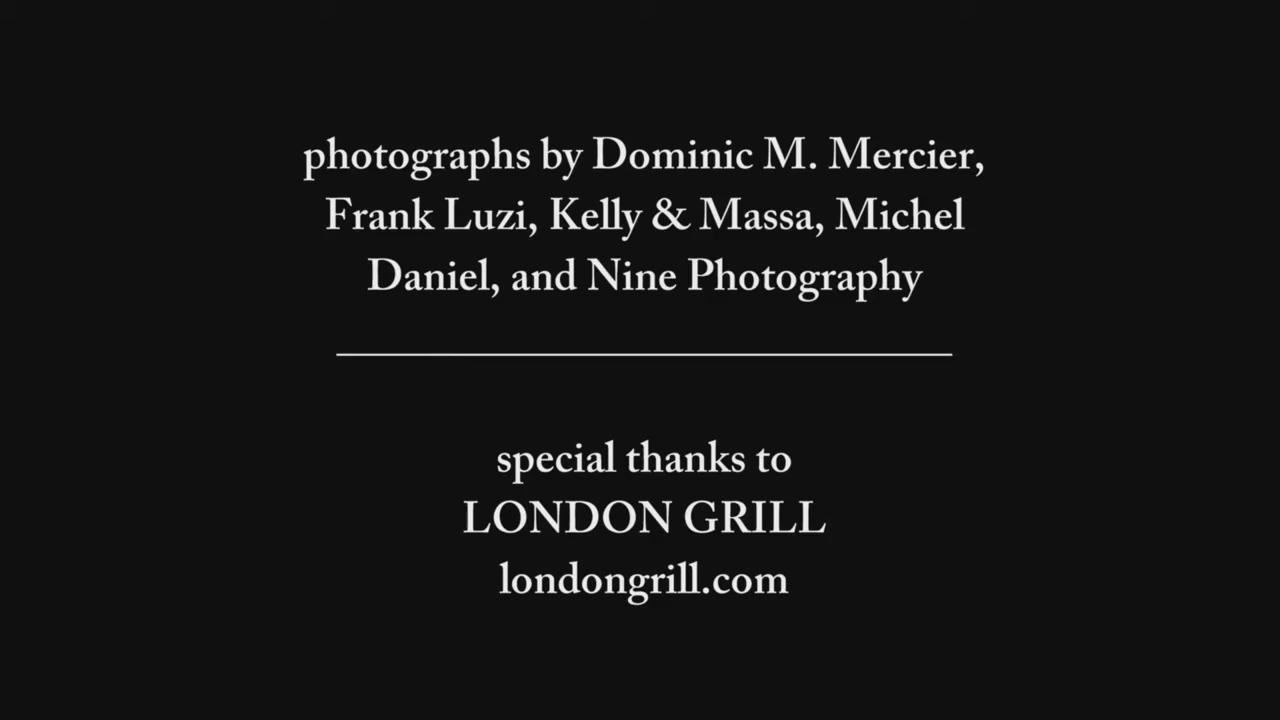 photographs by Dominic M. Mercier,
Frank Luzi, Kelly & Massa, Michel
Daniel, and Nine Photography
special thanks to
LONDON GRILL
londongrill.com